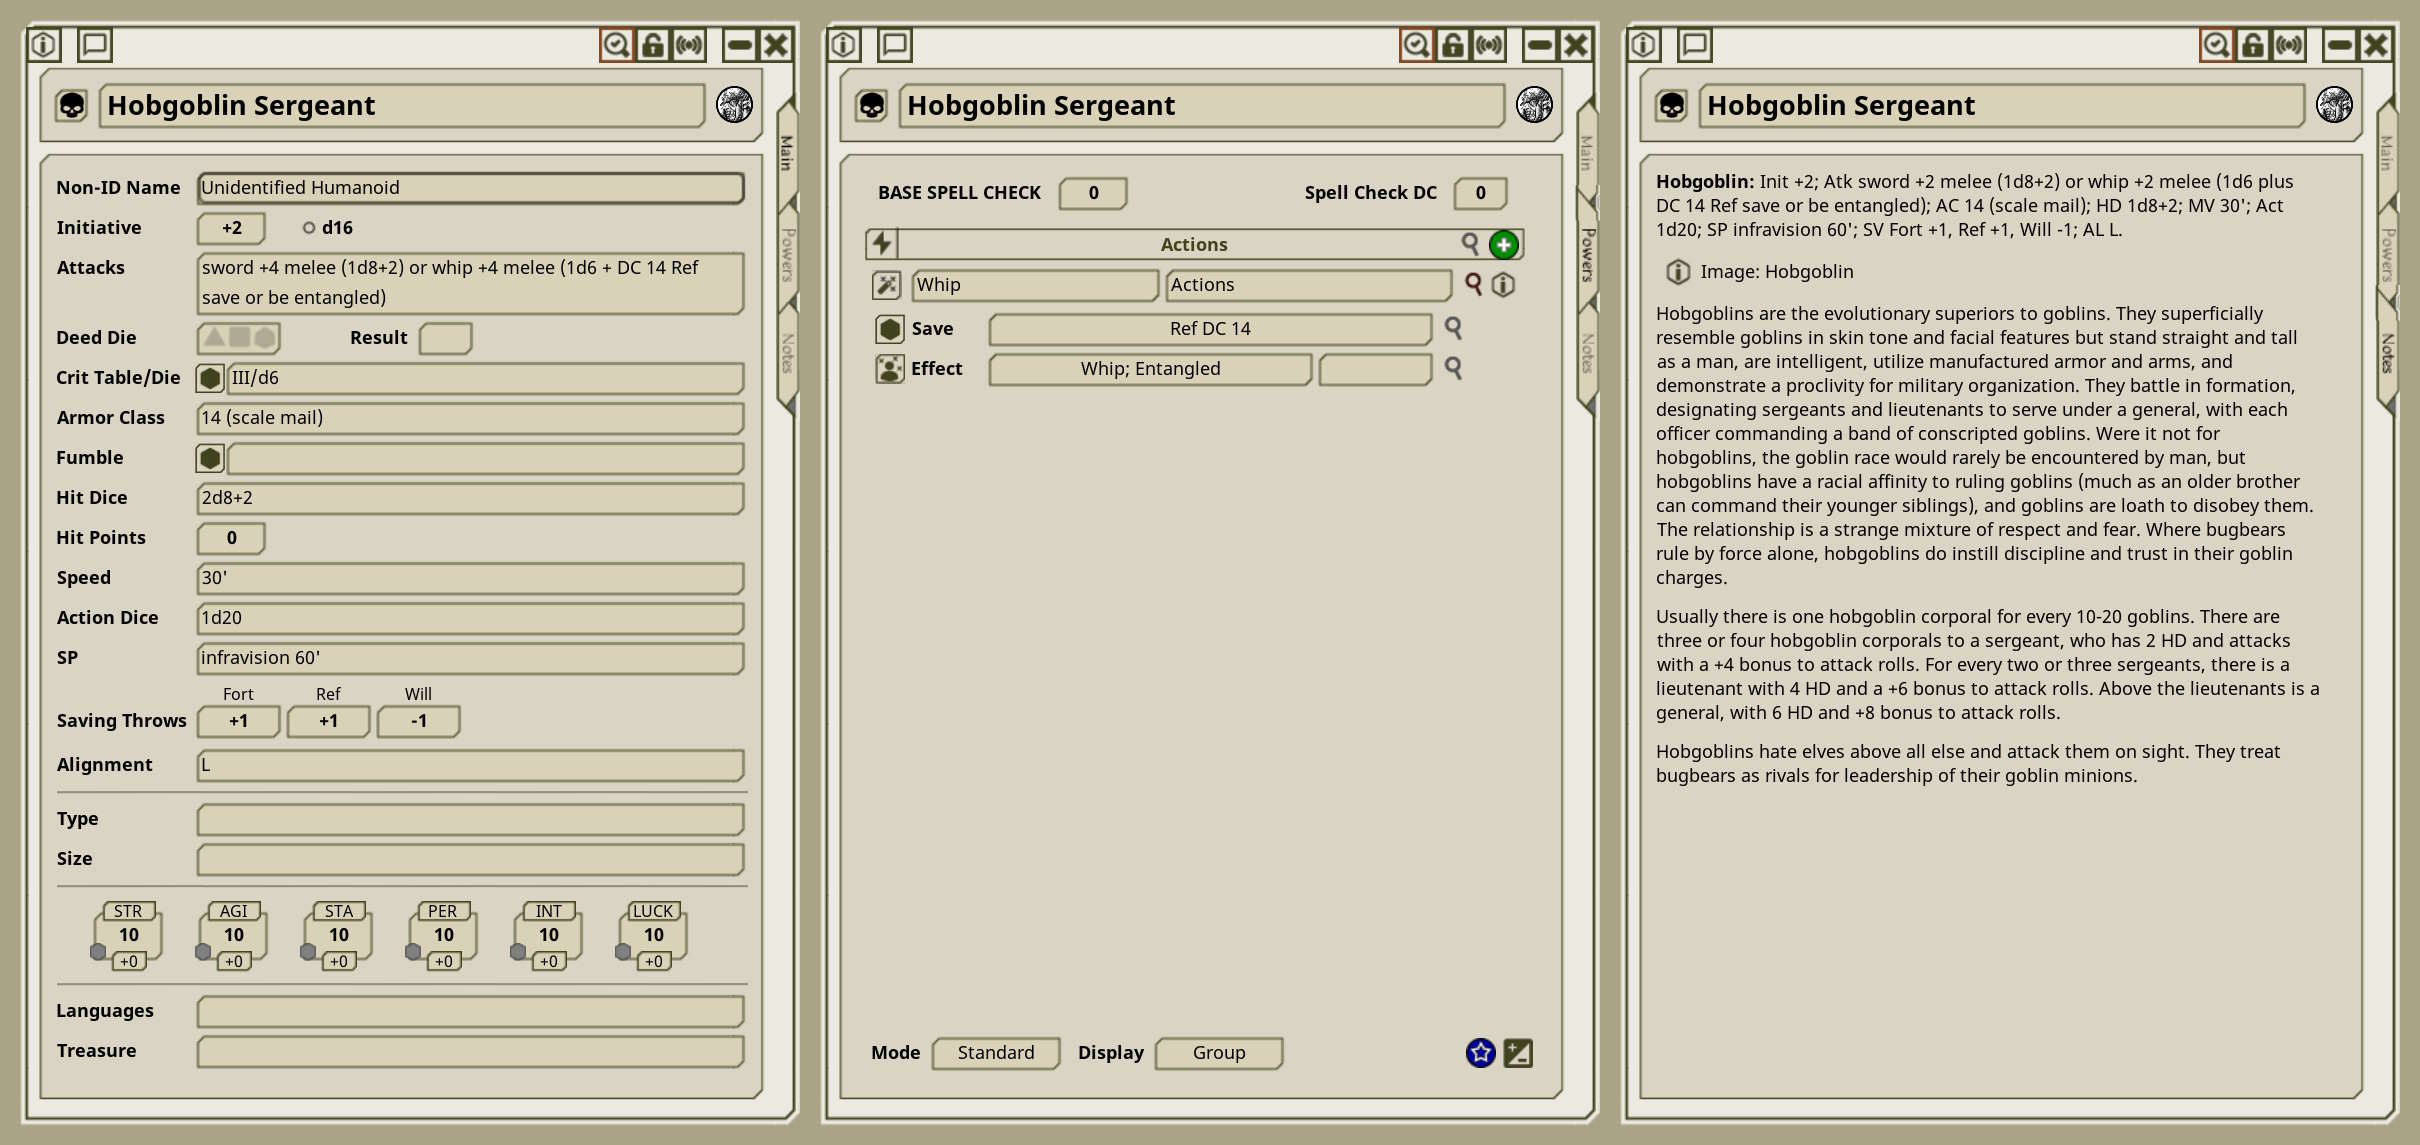 Hobgoblin Sergeant
Main
Powers
Notes
Non-ID Name Unidentified Humanoid
Initiative +2 d16
Attacks sword +4 melee (1d8+2) or whip +4 melee (1d6 + DC 14 Ref
save or be entangled)
Deed Die Result
Crit Table/Die III/d6
Armor Class 14 (scale mail)
Fumble
Hit Dice 2d8+2
Hit Points 0
Speed 30'
Action Dice 1d20
SP infravision 60'
Fort Ref Will
Saving Throws +1 +1 -1
Alignment L
Type
Size
STR AGI STA PER INT LUCK
10 10 10 10 10 10
+0 +0 +0 +0 +0 +0
Languages
Treasure
Hobgoblin Sergeant
Main
Powers
Notes
BASE SPELL CHECK 0 Spell Check DC 0
Actions
Whip Actions
Save Ref DC 14
Effect Whip; Entangled
Mode Standard Display Group
Hobgoblin Sergeant
Main
Powers
Notes
Hobgoblin: Init +2; Atk sword +2 melee (1d8+2) or whip +2 melee (1d6 plus
DC 14 Ref save or be entangled); AC 14 (scale mail); HD 1d8+2; MV 30'; Act
1d20; SP infravision 60'; SV Fort +1, Ref +1, Will -1; AL L.
Image: Hobgoblin
Hobgoblins are the evolutionary superiors to goblins. They superficially
resemble goblins in skin tone and facial features but stand straight and tall
as a man, are intelligent, utilize manufactured armor and arms, and
demonstrate a proclivity for military organization. They battle in formation,
designating sergeants and lieutenants to serve under a general, with each
officer commanding a band of conscripted goblins. Were it not for
hobgoblins, the goblin race would rarely be encountered by man, but
hobgoblins have a racial affinity to ruling goblins (much as an older brother
can command their younger siblings), and goblins are loath to disobey them.
The relationship is a strange mixture of respect and fear. Where bugbears
rule by force alone, hobgoblins do instill discipline and trust in their goblin
charges.
Usually there is one hobgoblin corporal for every 10-20 goblins. There are
three or four hobgoblin corporals to a sergeant, who has 2 HD and attacks
with a +4 bonus to attack rolls. For every two or three sergeants, there is a
lieutenant with 4 HD and a +6 bonus to attack rolls. Above the lieutenants is a
general, with 6 HD and +8 bonus to attack rolls.
Hobgoblins hate elves above all else and attack them on sight. They treat
bugbears as rivals for leadership of their goblin minions.